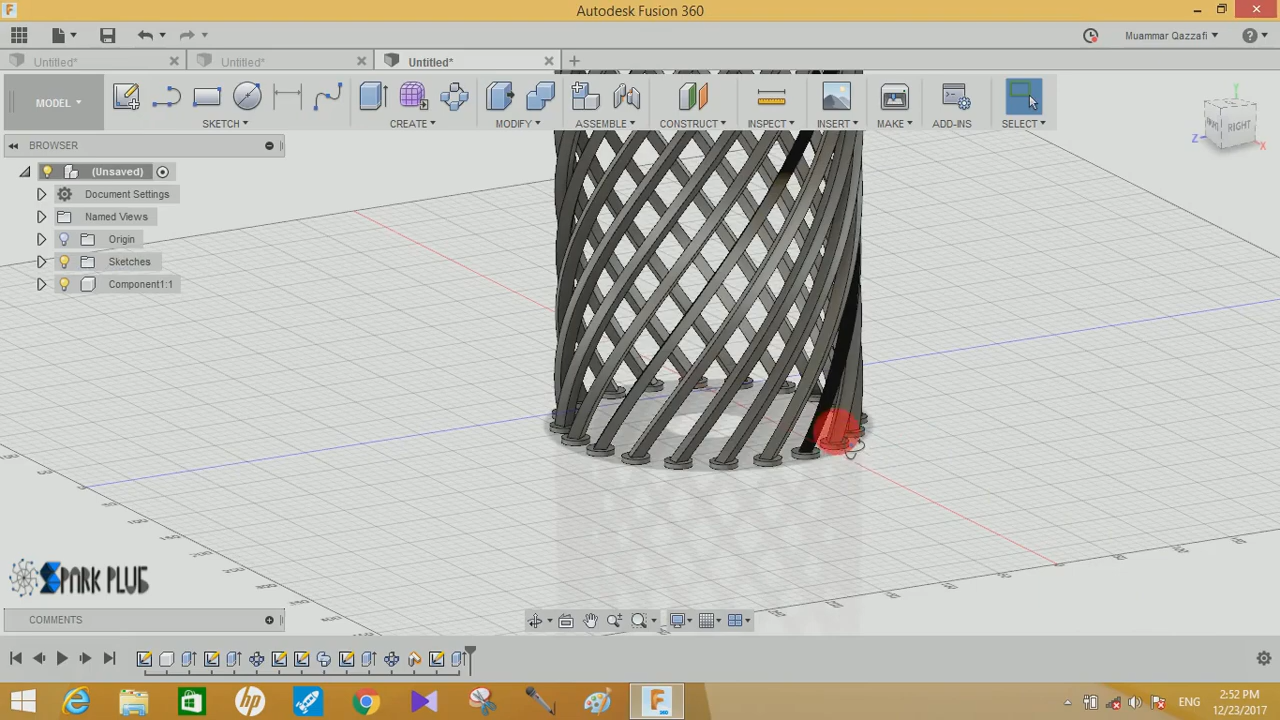 Autodesk Fusion 360
Muammar Qazzafi
Untitled*
Untitled*
Untitled*
MODEL
SKETCH
CREATE
MODIFY
ASSEMBLE
CONSTRUCT
INSPECT
INSERT
MAKE
ADD-INS
SELECT
RIGHT
Z
X
Y
BROWSER
(Unsaved)
Document Settings
Named Views
Origin
Sketches
Component1:1
SPARK PLUG
COMMENTS
ENG
2:52 PM
12/23/2017